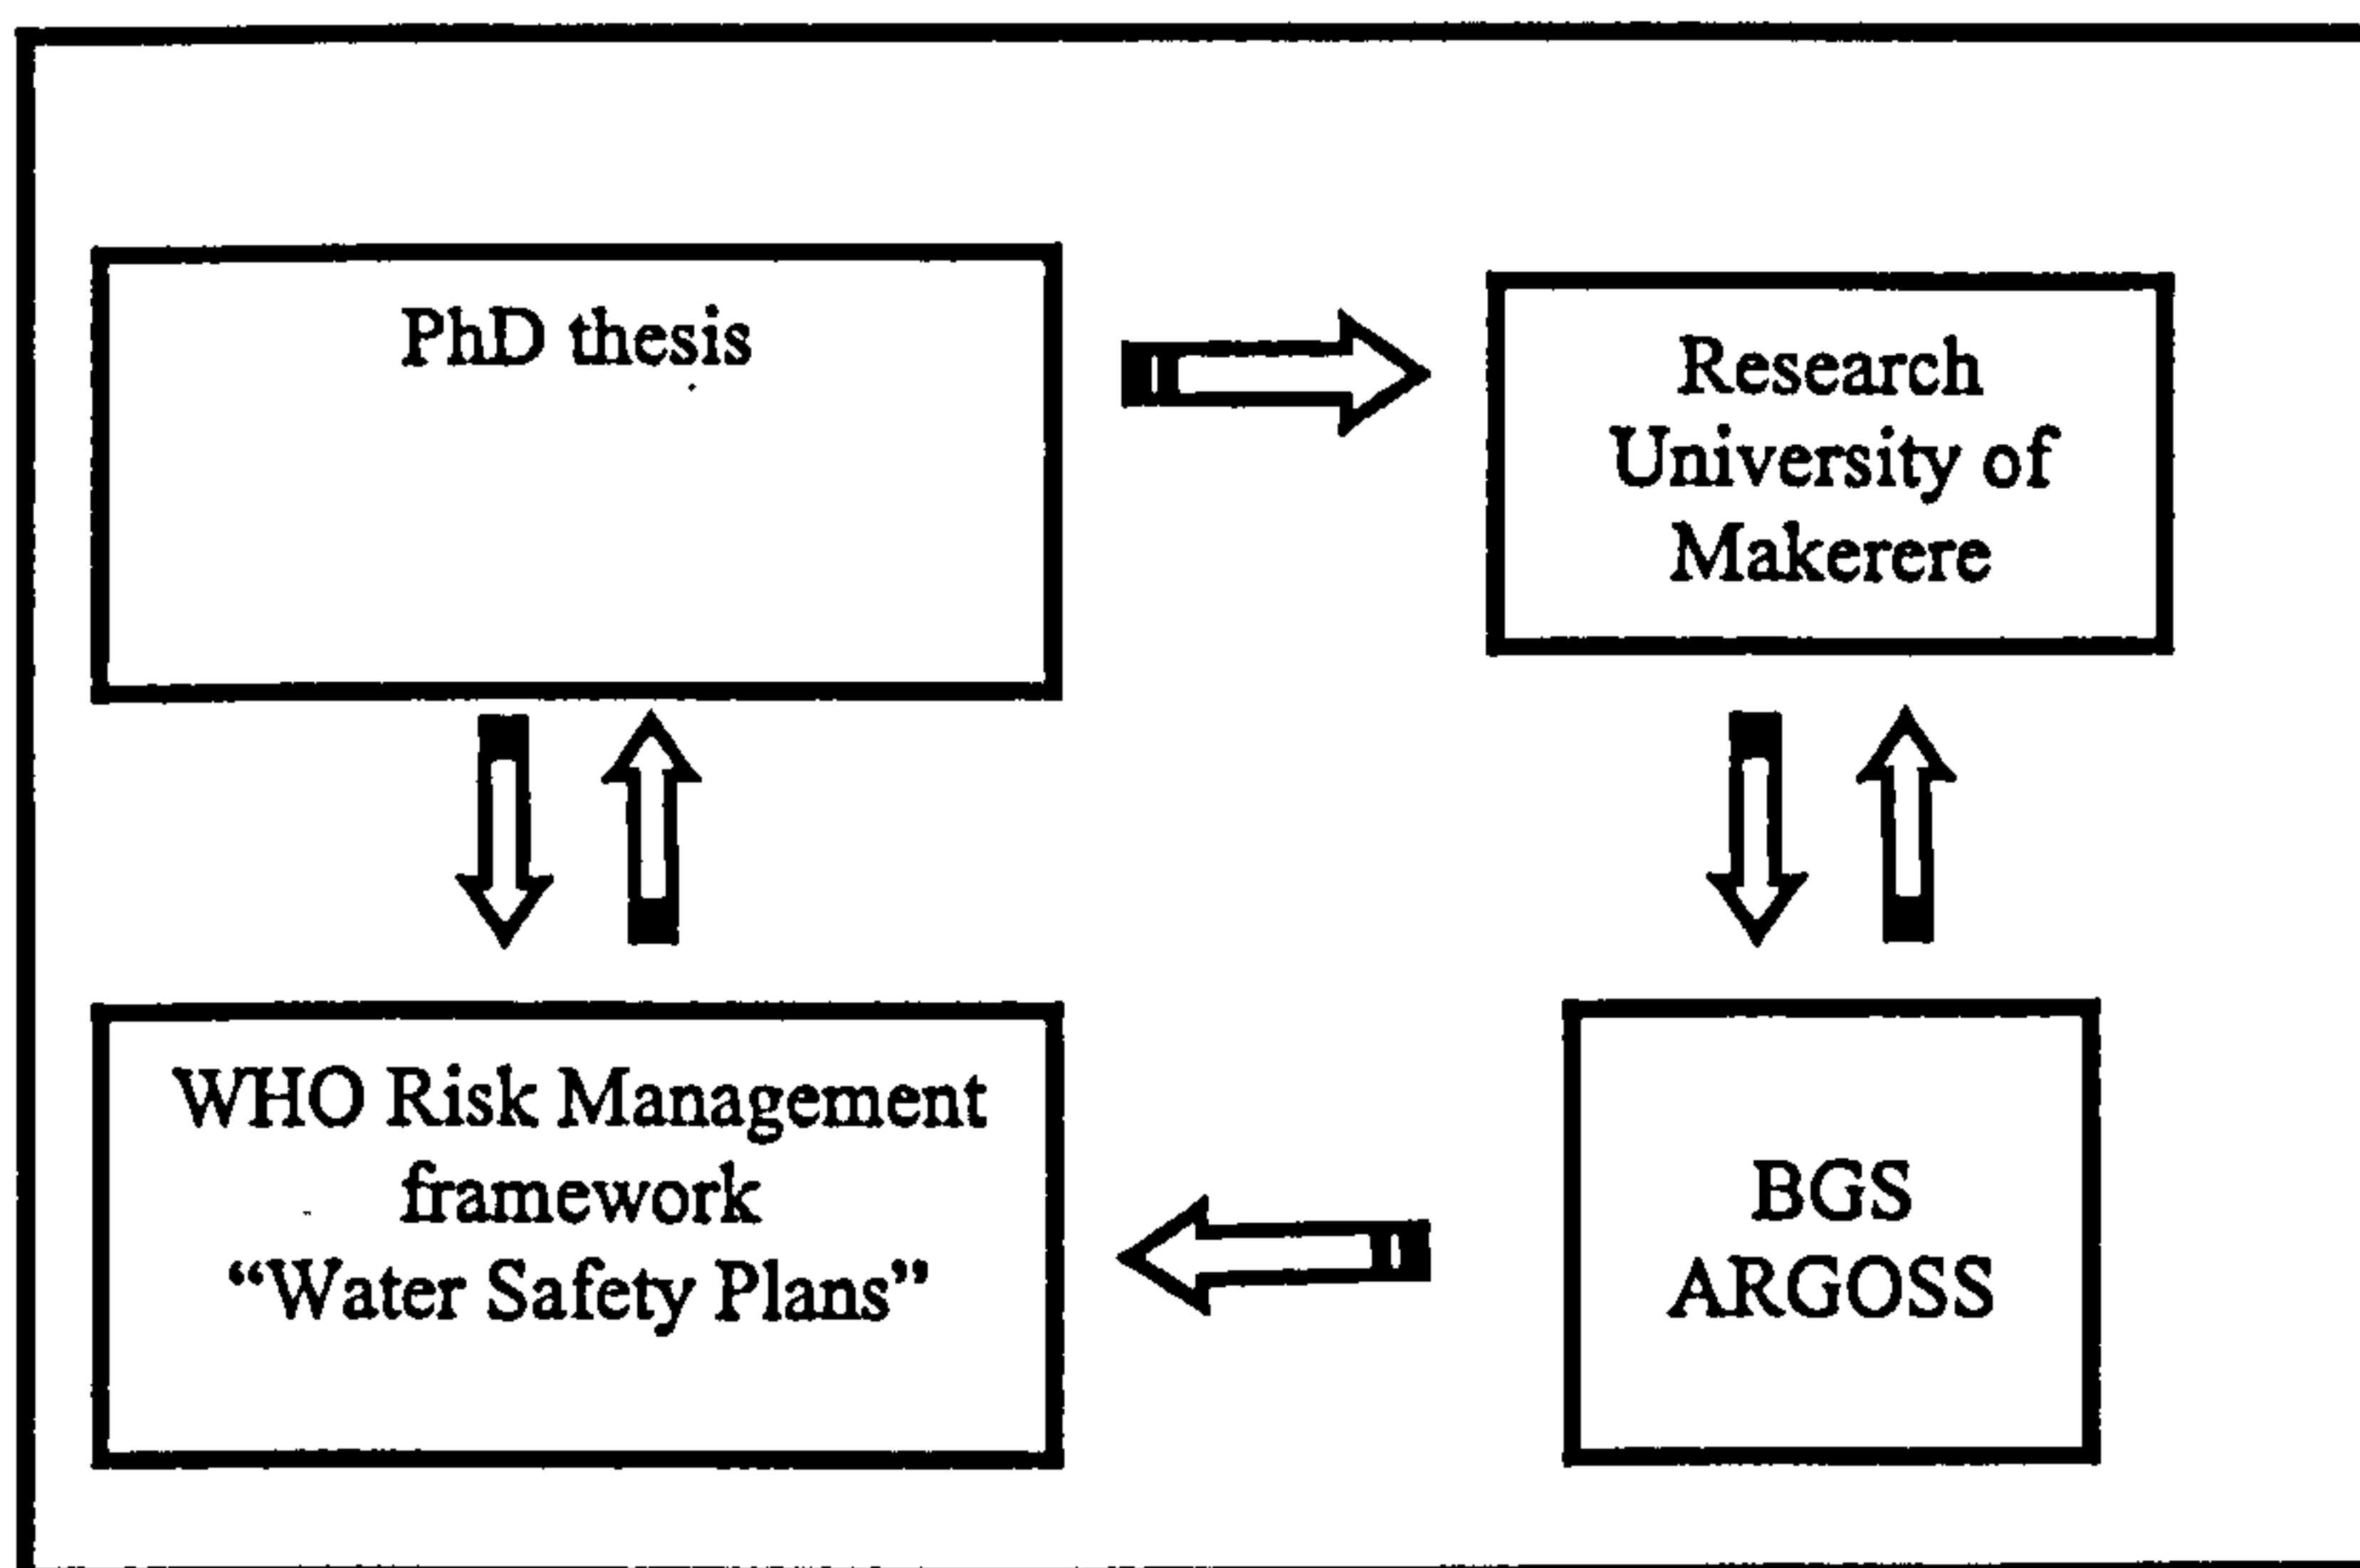 PhD thesis
Research
University of
Makerere
WHO Risk Management
framework
“Water Safety Plans”
BGS
ARGOSS